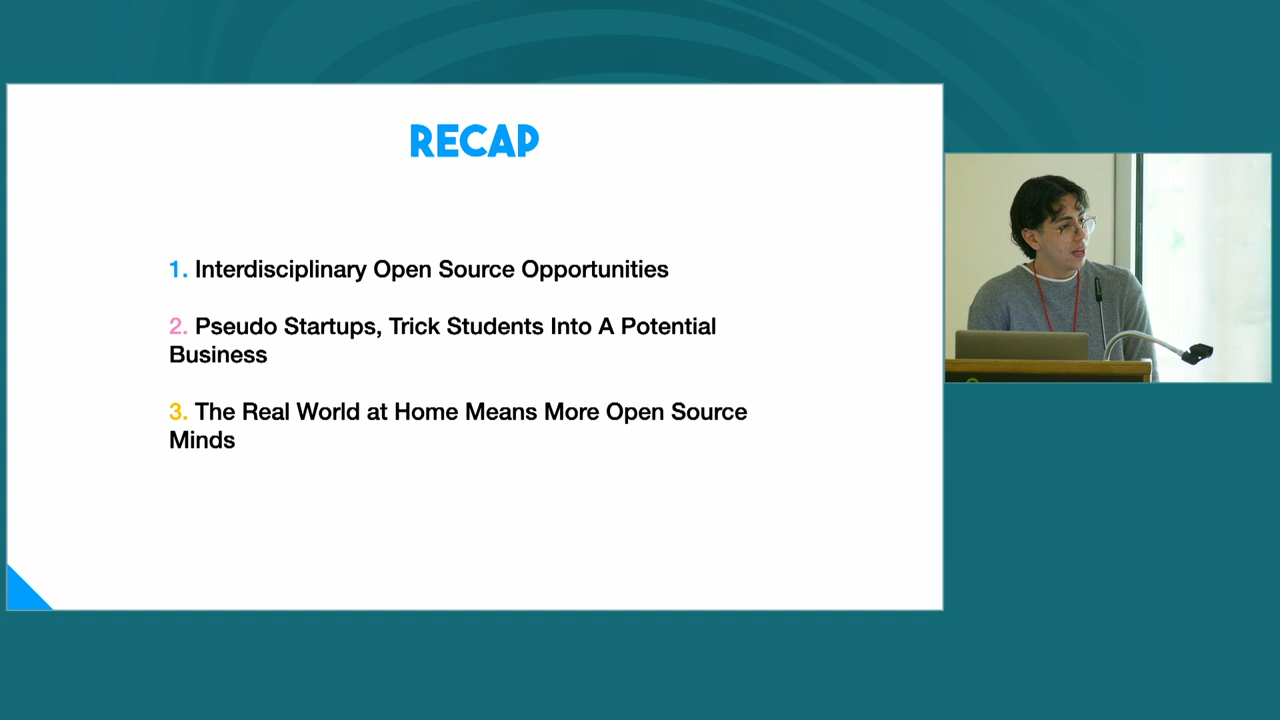 RECAP
1. Interdisciplinary Open Source Opportunities
2. Pseudo Startups, Trick Students Into A Potential
Business
3. The Real World at Home Means More Open Source
Minds